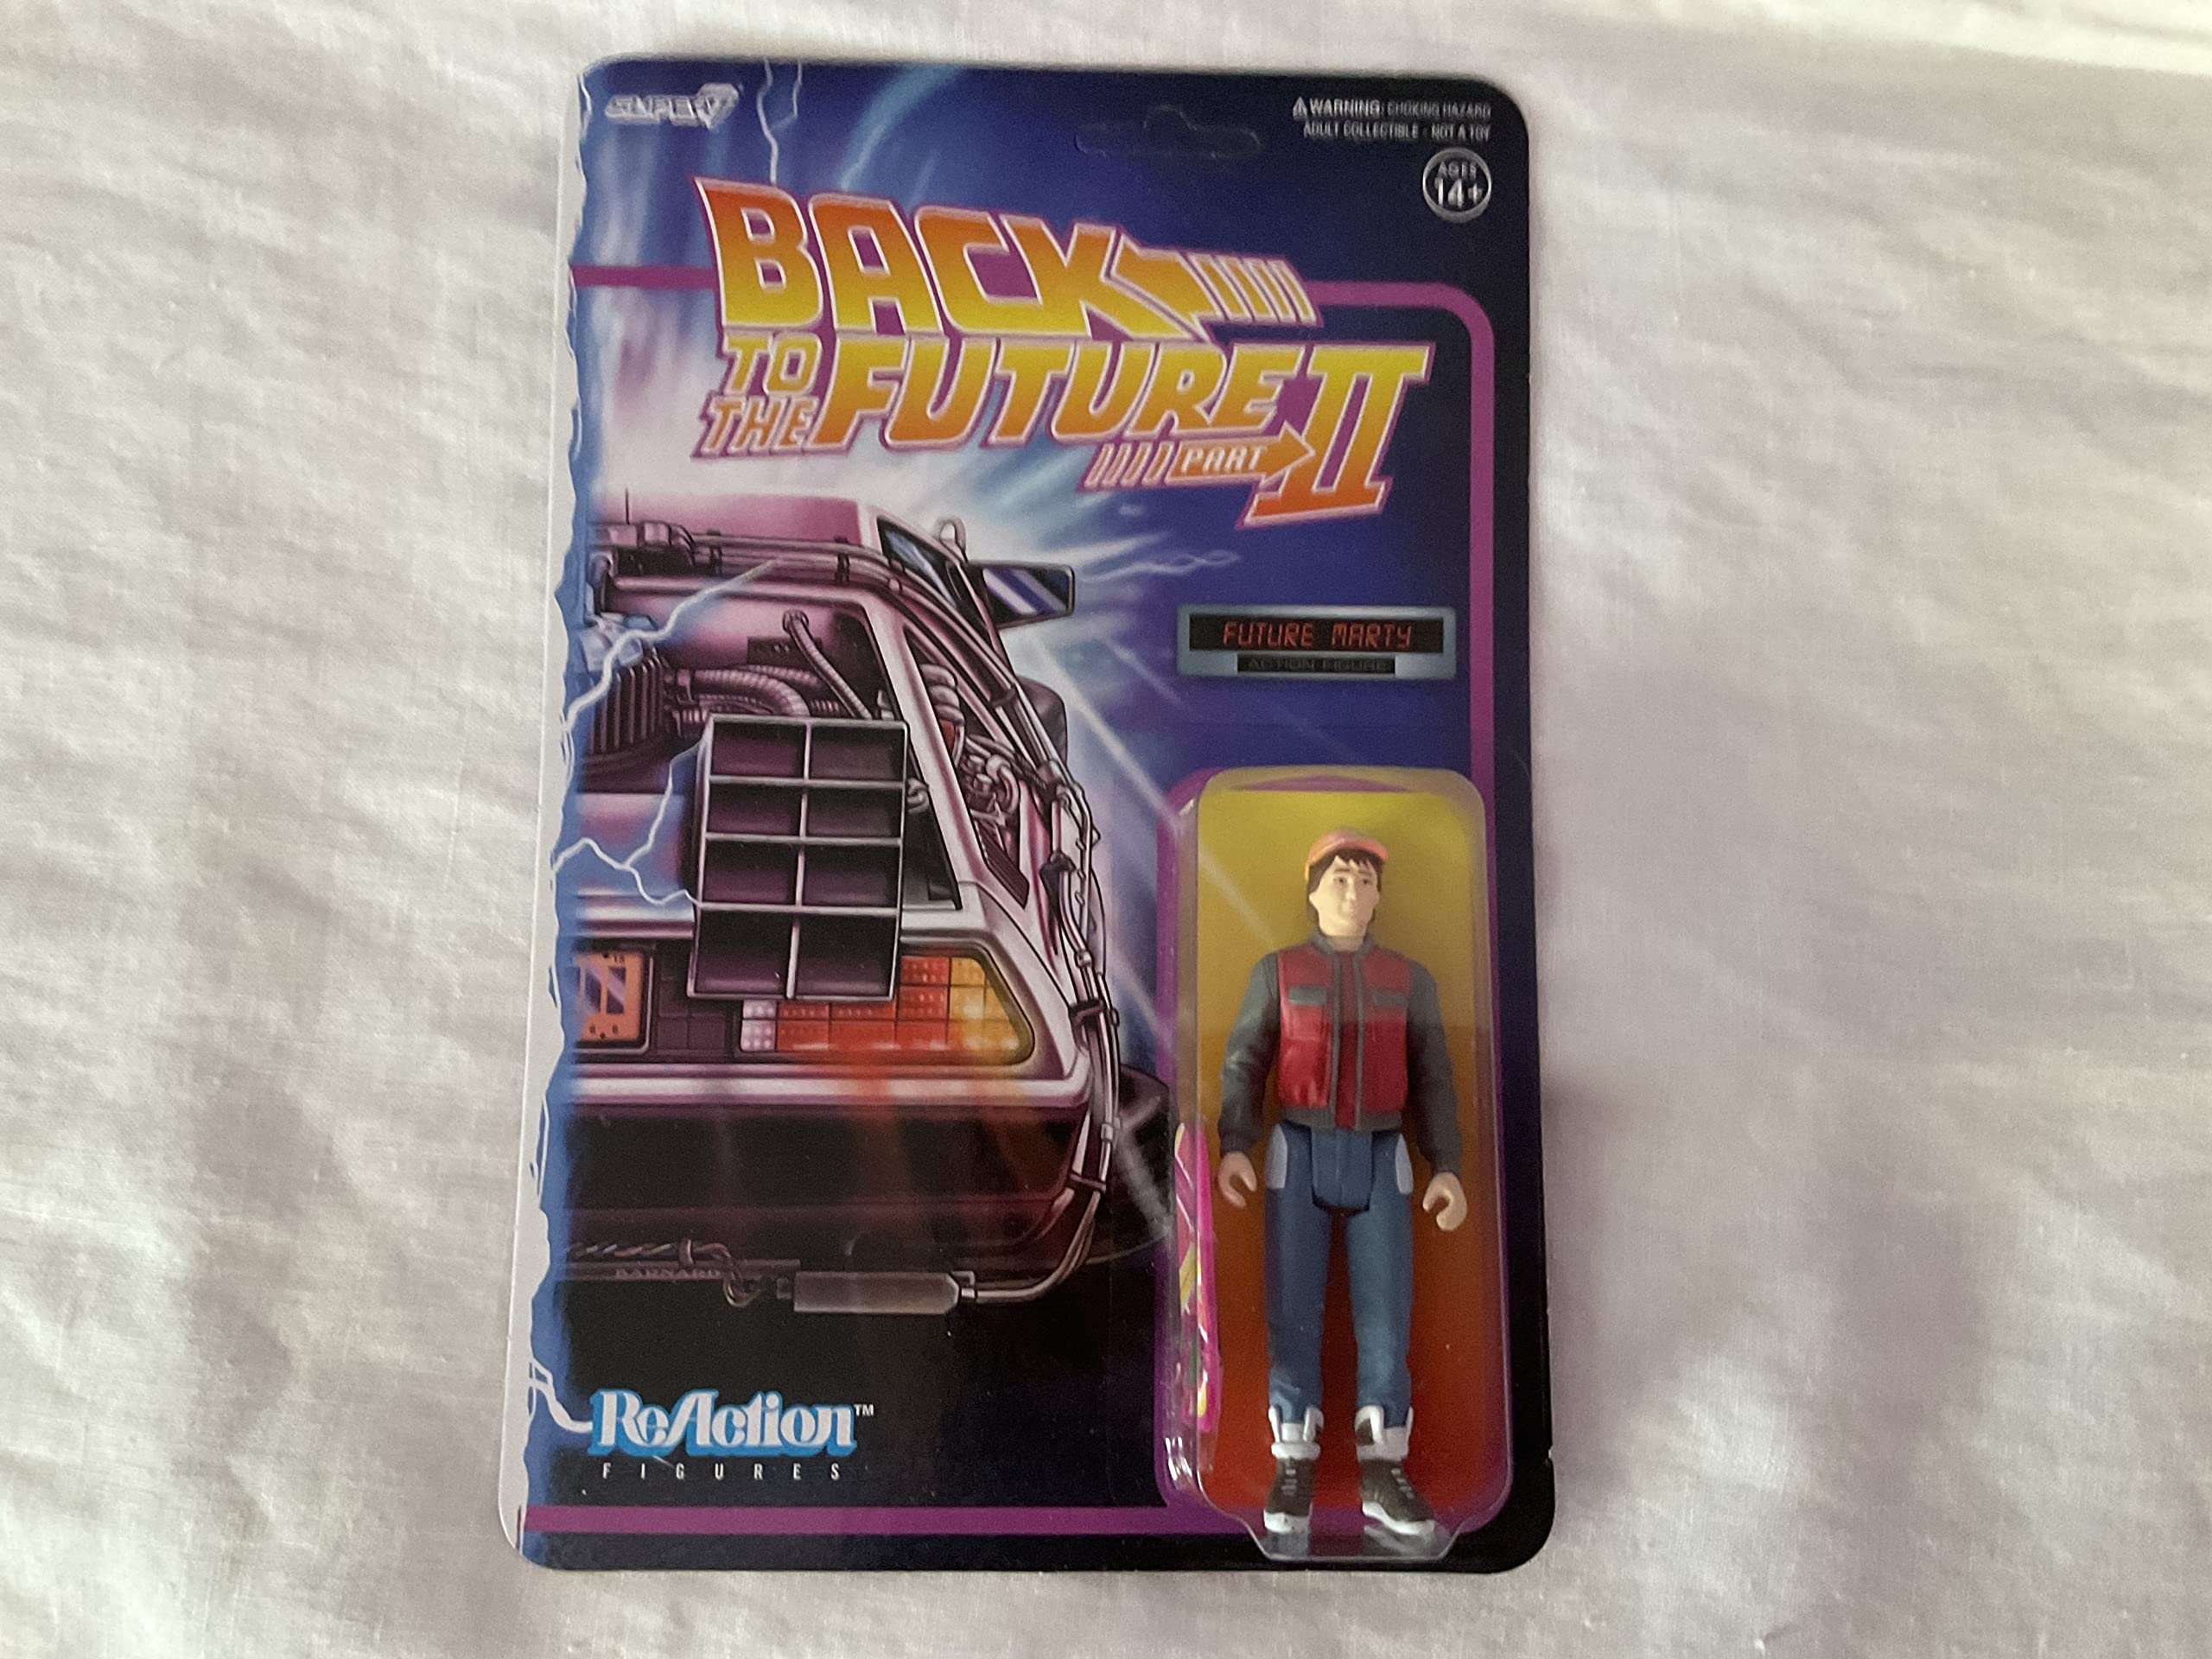 SUPER7
⚠ WARNING: CHOKING HAZARD
ADULT COLLECTIBLE - NOT A TOY
AGES
14+
BACK
TO THE FUTURE
PART II
FUTURE MARTY
ACTION FIGURE
ReAction™
FIGURES